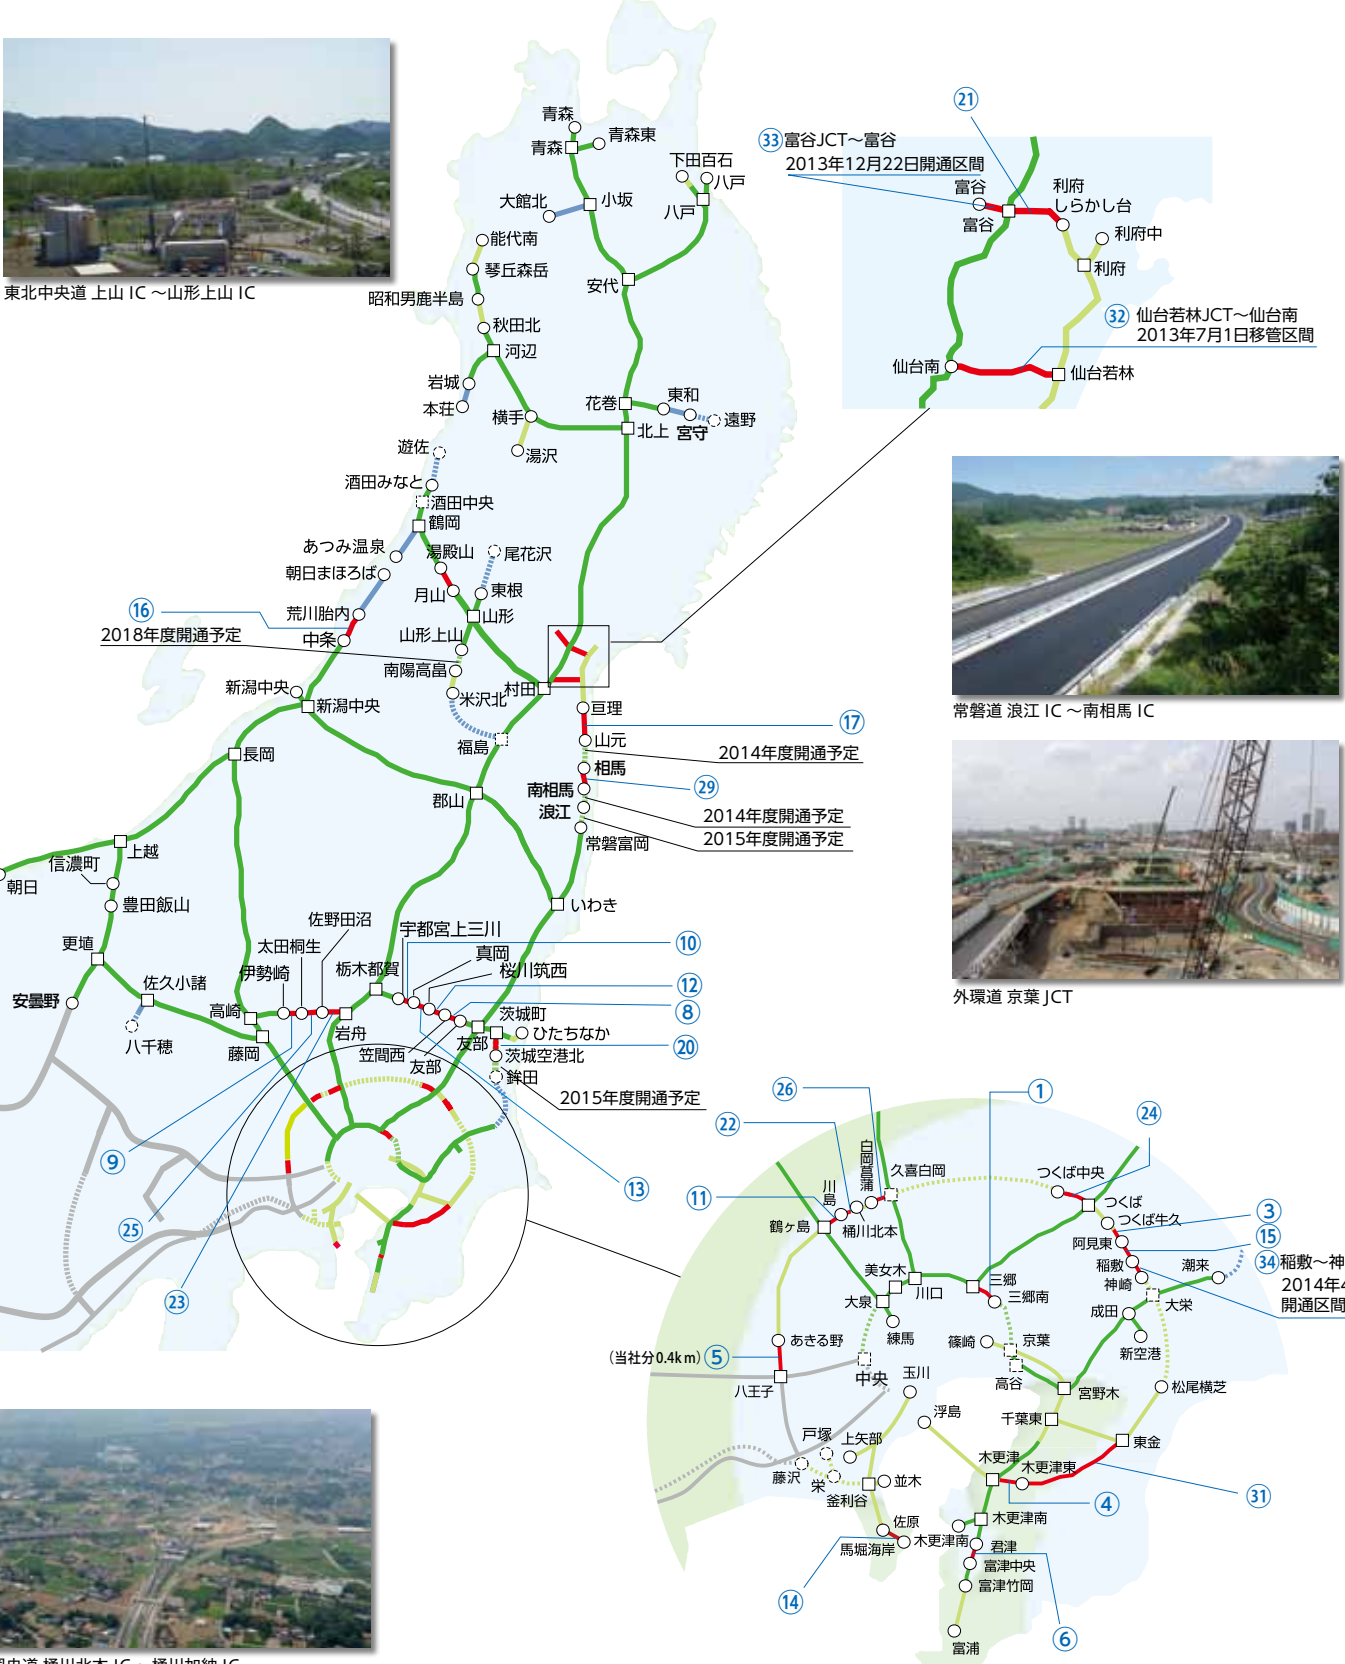 東北中央道 上山 IC ～山形上山 IC
青森
青森
青森東
下田百石
八戸
八戸
大館北
小坂
能代南
琴丘森岳
安代
昭和男鹿半島
秋田北
河辺
岩城
本荘
花巻
東和
宮守
遠野
横手
北上
湯沢
遊佐
酒田みなと
酒田中央
鶴岡
あつみ温泉
湯殿山
尾花沢
朝日まほろば
月山
東根
⑯
荒川胎内
山形
2018年度開通予定
中条
山形上山
南陽高畠
新潟中央
新潟中央
米沢北
村田
亘理
⑰
福島
山元
2014年度開通予定
長岡
相馬
㉙
南相馬
郡山
浪江
2014年度開通予定
2015年度開通予定
常磐富岡
上越
信濃町
朝日
豊田飯山
いわき
更埴
佐野田沼
太田桐生
伊勢崎
栃木都賀
宇都宮上三川
⑩
真岡
桜川筑西
⑫
安曇野
佐久小諸
高崎
岩舟
茨城町
⑧
八千穂
藤岡
笠間西
友部
友部
ひたちなか
⑳
茨城空港北
鉾田
2015年度開通予定
⑨
⑬
㉕
㉓
㉑
㉝富谷JCT～富谷
2013年12月22日開通区間
富谷
富谷
利府
しらかし台
利府中
利府
㉜ 仙台若林JCT～仙台南
2013年7月1日移管区間
仙台南
仙台若林
常磐道 浪江 IC ～南相馬 IC
外環道 京葉 JCT
㉖
①
㉒
㉔
白岡菖蒲
久喜白岡
つくば中央
⑪
川島
つくば
つくば牛久
③
鶴ヶ島
桶川北本
阿見東
⑮
稲敷
㉞稲敷～神
神崎
潮来
2014年4
開通区間
美女木
川口
三郷
三郷南
大泉
練馬
成田
大栄
新空港
あきる野
篠崎
京葉
（当社分0.4km）⑤
八王子
中央
玉川
高谷
宮野木
松尾横芝
浮島
千葉東
戸塚
上矢部
東金
藤沢
栄
釜利谷
並木
木更津
木更津東
④
㉛
佐原
馬堀海岸
木更津南
木更津南
君津
富津中央
富津竹岡
⑭
⑥
富浦